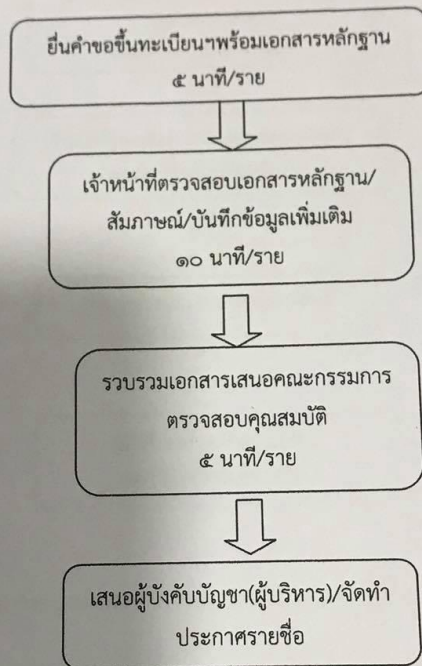 ยื่นคำขอขึ้นทะเบียนฯพร้อมเอกสารหลักฐาน
๕ นาที/ราย
เจ้าหน้าที่ตรวจสอบเอกสารหลักฐาน/
สัมภาษณ์/บันทึกข้อมูลเพิ่มเติม
๑๐ นาที/ราย
รวบรวมเอกสารเสนอคณะกรรมการ
ตรวจสอบคุณสมบัติ
๕ นาที/ราย
เสนอผู้บังคับบัญชา(ผู้บริหาร)/จัดทำ
ประกาศรายชื่อ